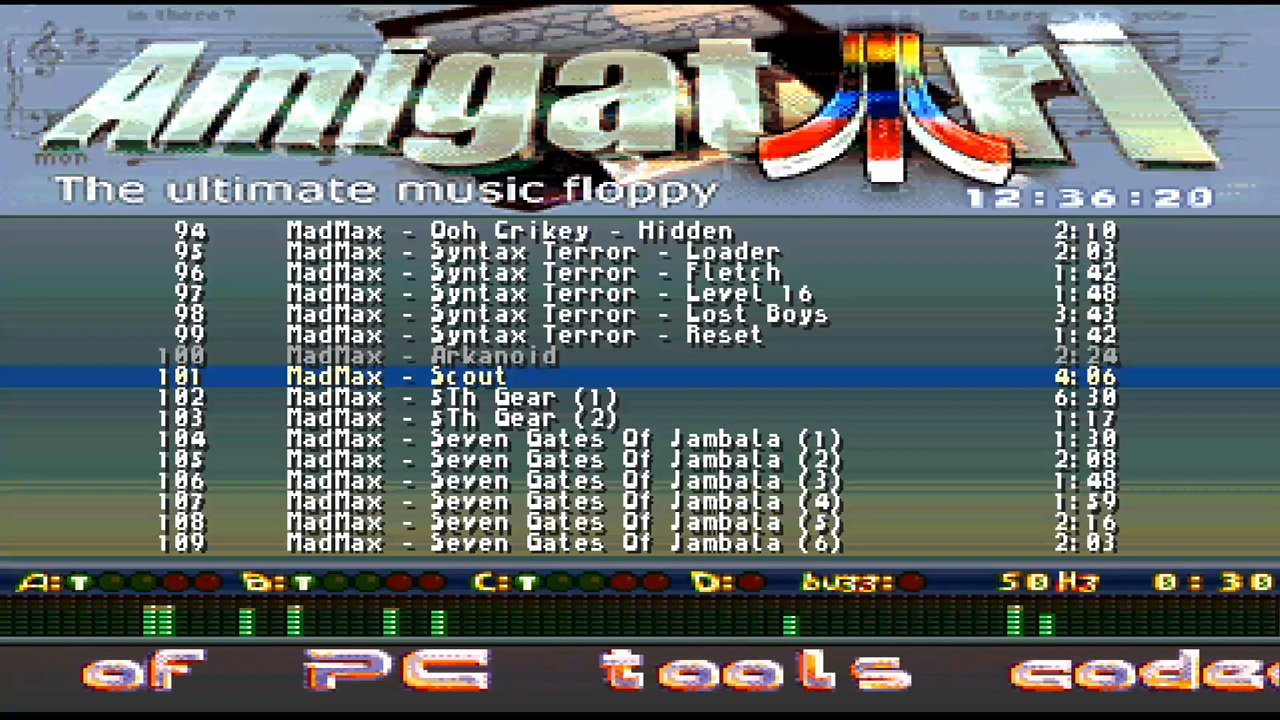 is there?
Amigatari
mon
The ultimate music floppy
12:36:20
94 MadMax - Ooh Crikey - Hidden 2:10
95 MadMax - Syntax Terror - Loader 2:03
96 MadMax - Syntax Terror - Fletch 1:42
97 MadMax - Syntax Terror - Level 16 1:48
98 MadMax - Syntax Terror - Lost Boys 3:43
99 MadMax - Syntax Terror - Reset 1:42
100 MadMax - Arkanoid 2:24
101 MadMax - Scout 4:06
102 MadMax - 5Th Gear (1) 6:30
103 MadMax - 5Th Gear (2) 1:17
104 MadMax - Seven Gates Of Jambala (1) 1:30
105 MadMax - Seven Gates Of Jambala (2) 2:08
106 MadMax - Seven Gates Of Jambala (3) 1:48
107 MadMax - Seven Gates Of Jambala (4) 1:59
108 MadMax - Seven Gates Of Jambala (5) 2:16
109 MadMax - Seven Gates Of Jambala (6) 2:03
A:T B:T C:T D: buzz: 50Hz 0:30
of PC tools code